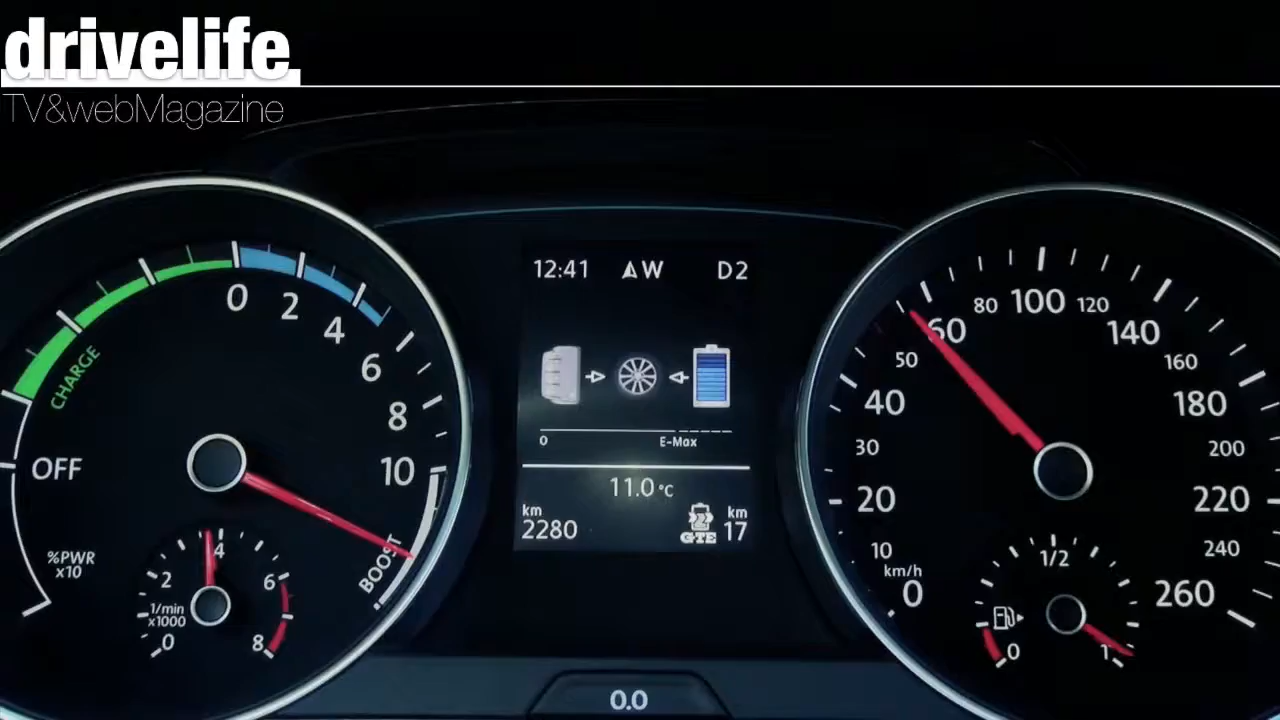 drivelife
TV&webMagazine
12:41 W D2
0 2 4 6 8 10
CHARGE
OFF
%PWR
x10
BOOST
0 2 4 6 8
1/min
x1000
0 E-Max
11.0 °C
km
2280
GTE
km
17
0.0
0 10 20 30 40 50 60 80 100 120 140 160 180 200 220 240 260
km/h
0 1/2 1